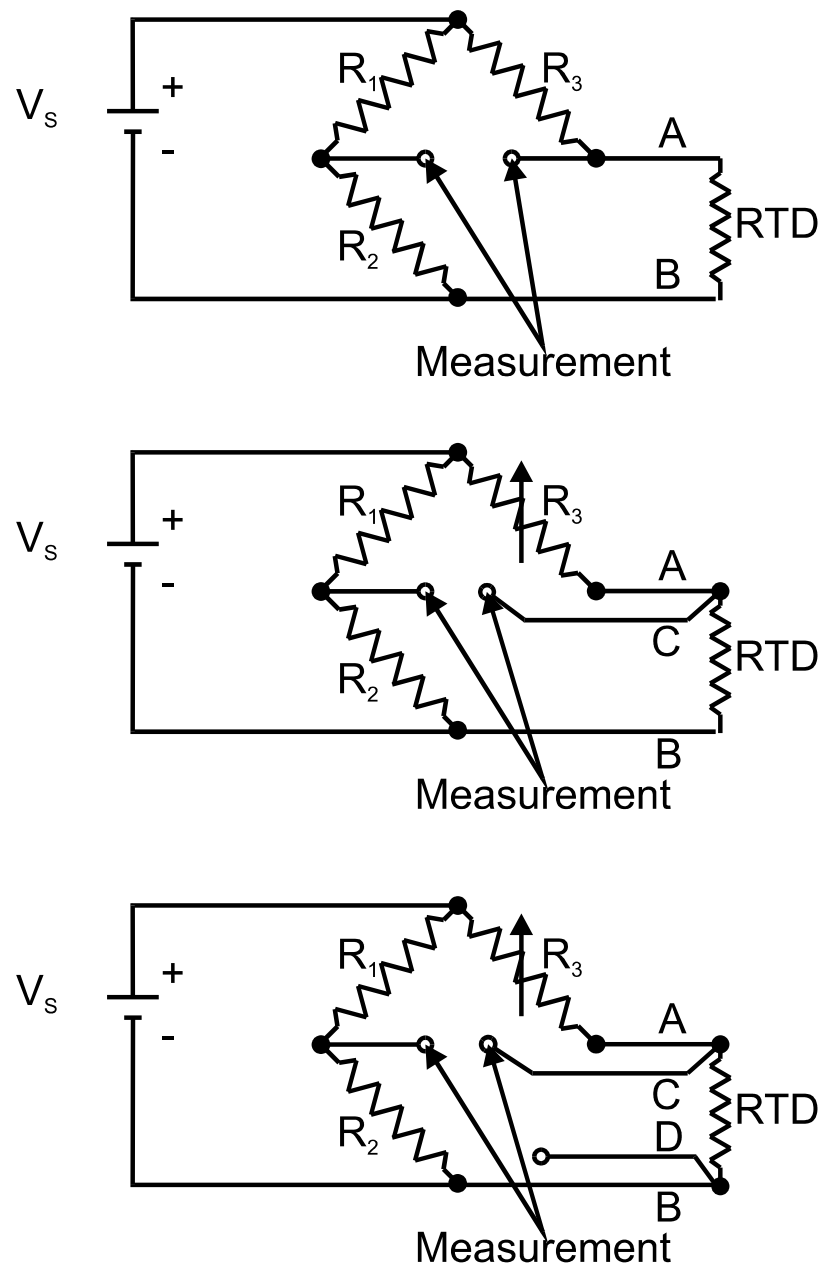 R₁ R₃
+
Vₛ
-
A
RTD
R₂ B
Measurement
R₁ R₃
+
Vₛ
-
A
C
RTD
R₂
B
Measurement
R₁ R₃
+
Vₛ
-
A
C
RTD
D
R₂
B
Measurement